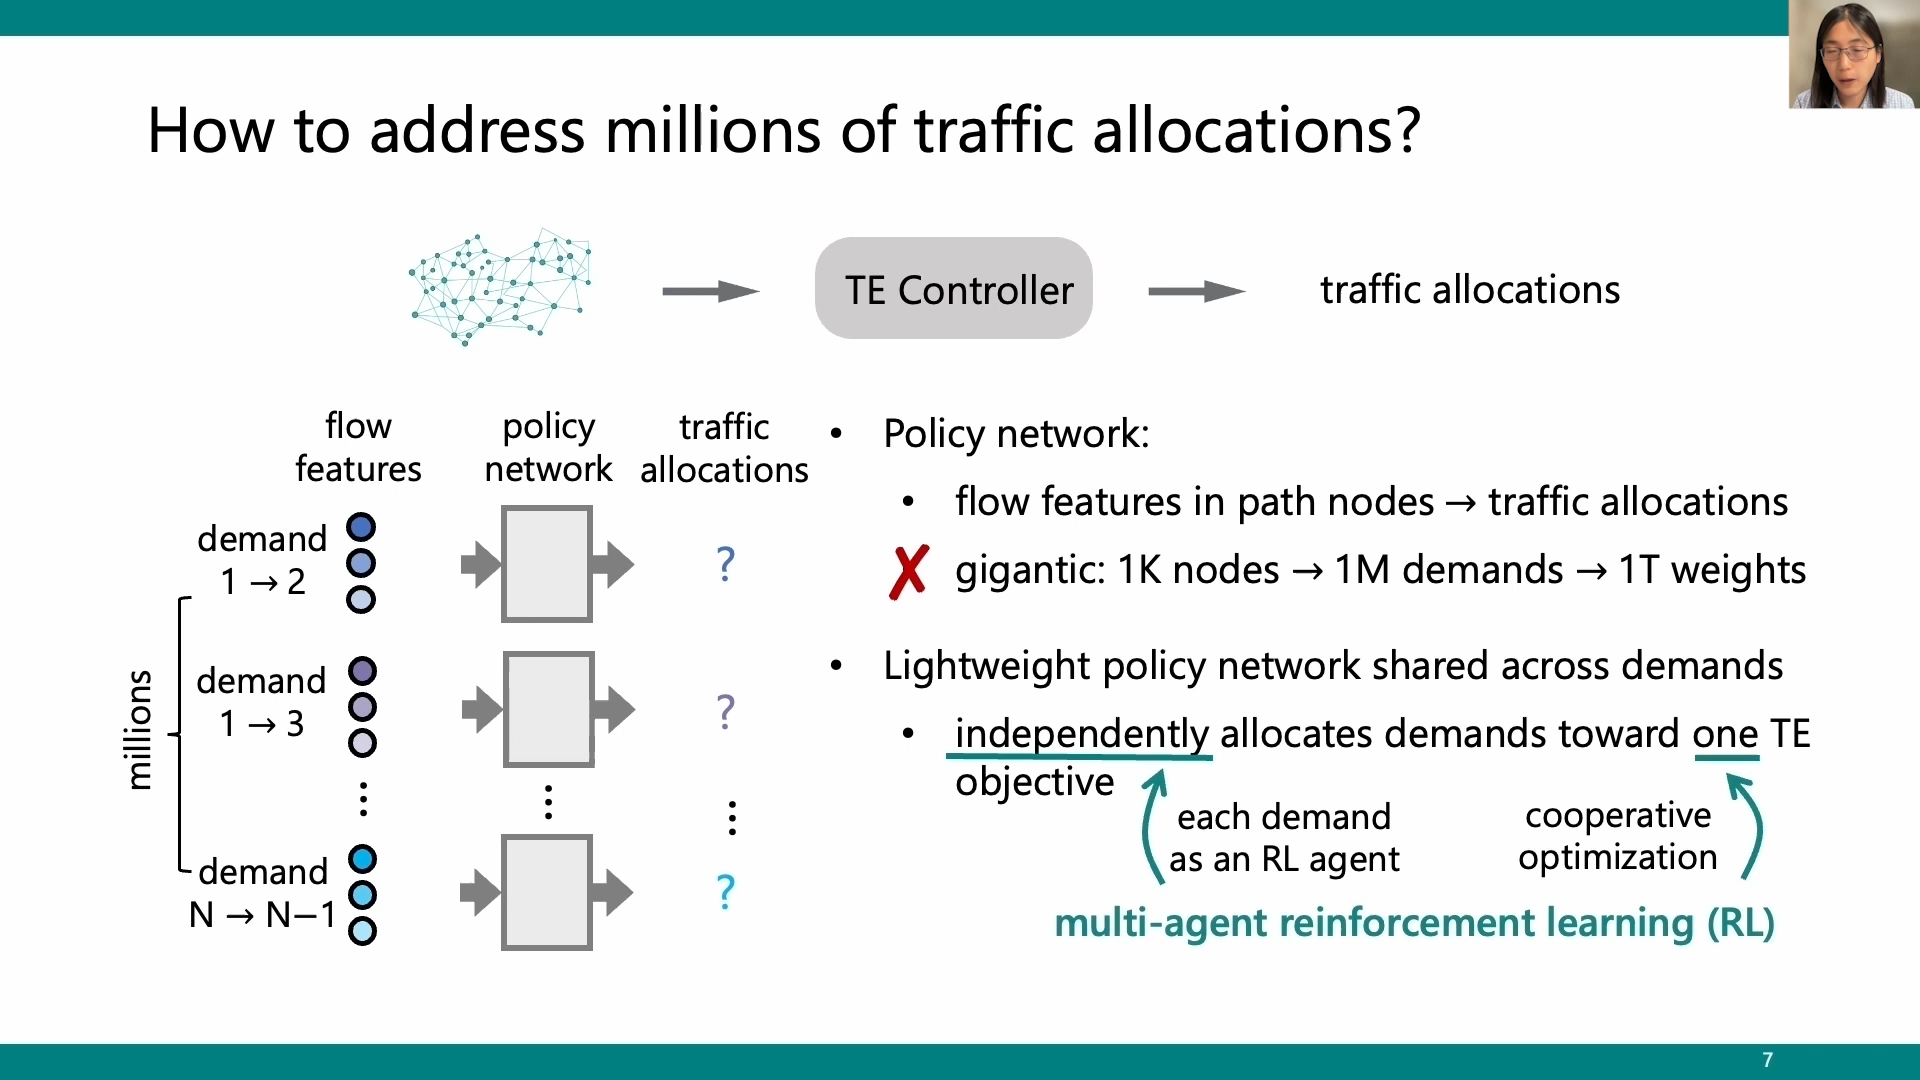 How to address millions of traffic allocations?
TE Controller
traffic allocations
flow
features
policy
network
traffic
allocations
demand
1 → 2
?
demand
1 → 3
?
millions
demand
N → N−1
?
• Policy network:
• flow features in path nodes → traffic allocations
✗ gigantic: 1K nodes → 1M demands → 1T weights
• Lightweight policy network shared across demands
• independently allocates demands toward one TE
objective
each demand
as an RL agent
cooperative
optimization
multi-agent reinforcement learning (RL)
7